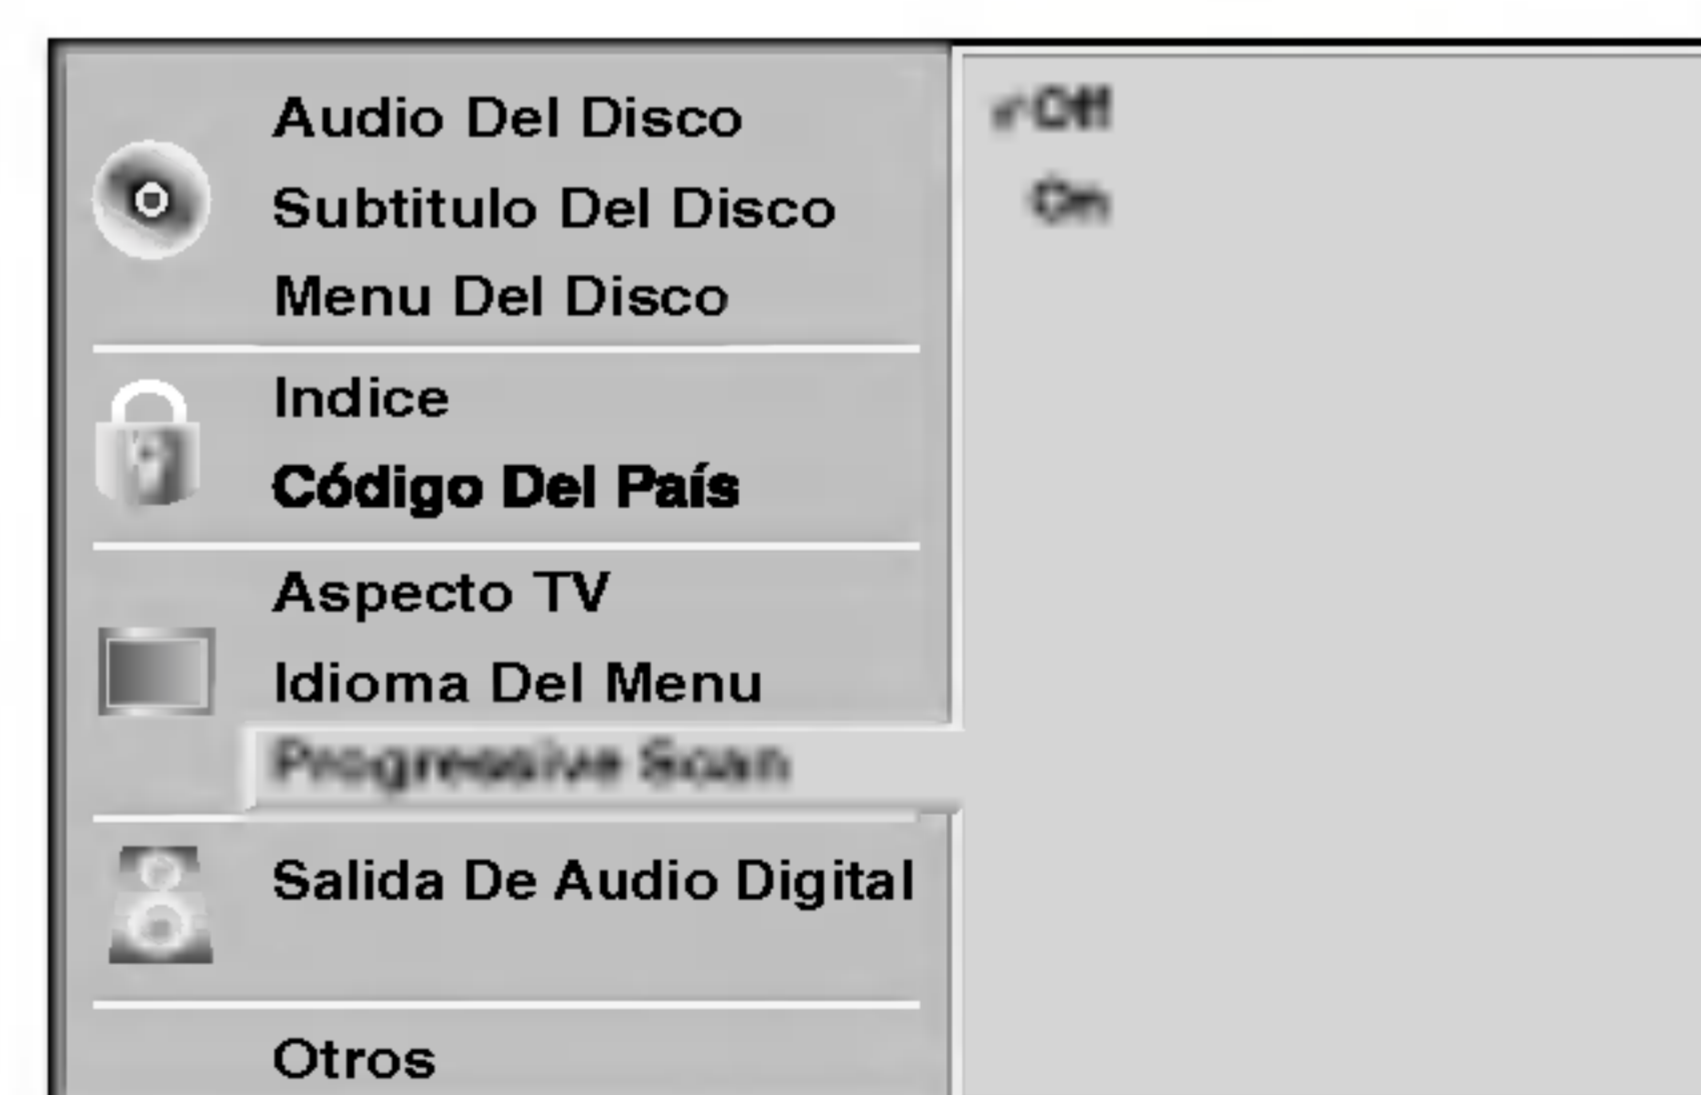 Audio Del Disco
Subtitulo Del Disco
Menu Del Disco
Indice
Código Del País
Aspecto TV
Idioma Del Menu
Progressive Scan
Salida De Audio Digital
Otros
✓ Off
On